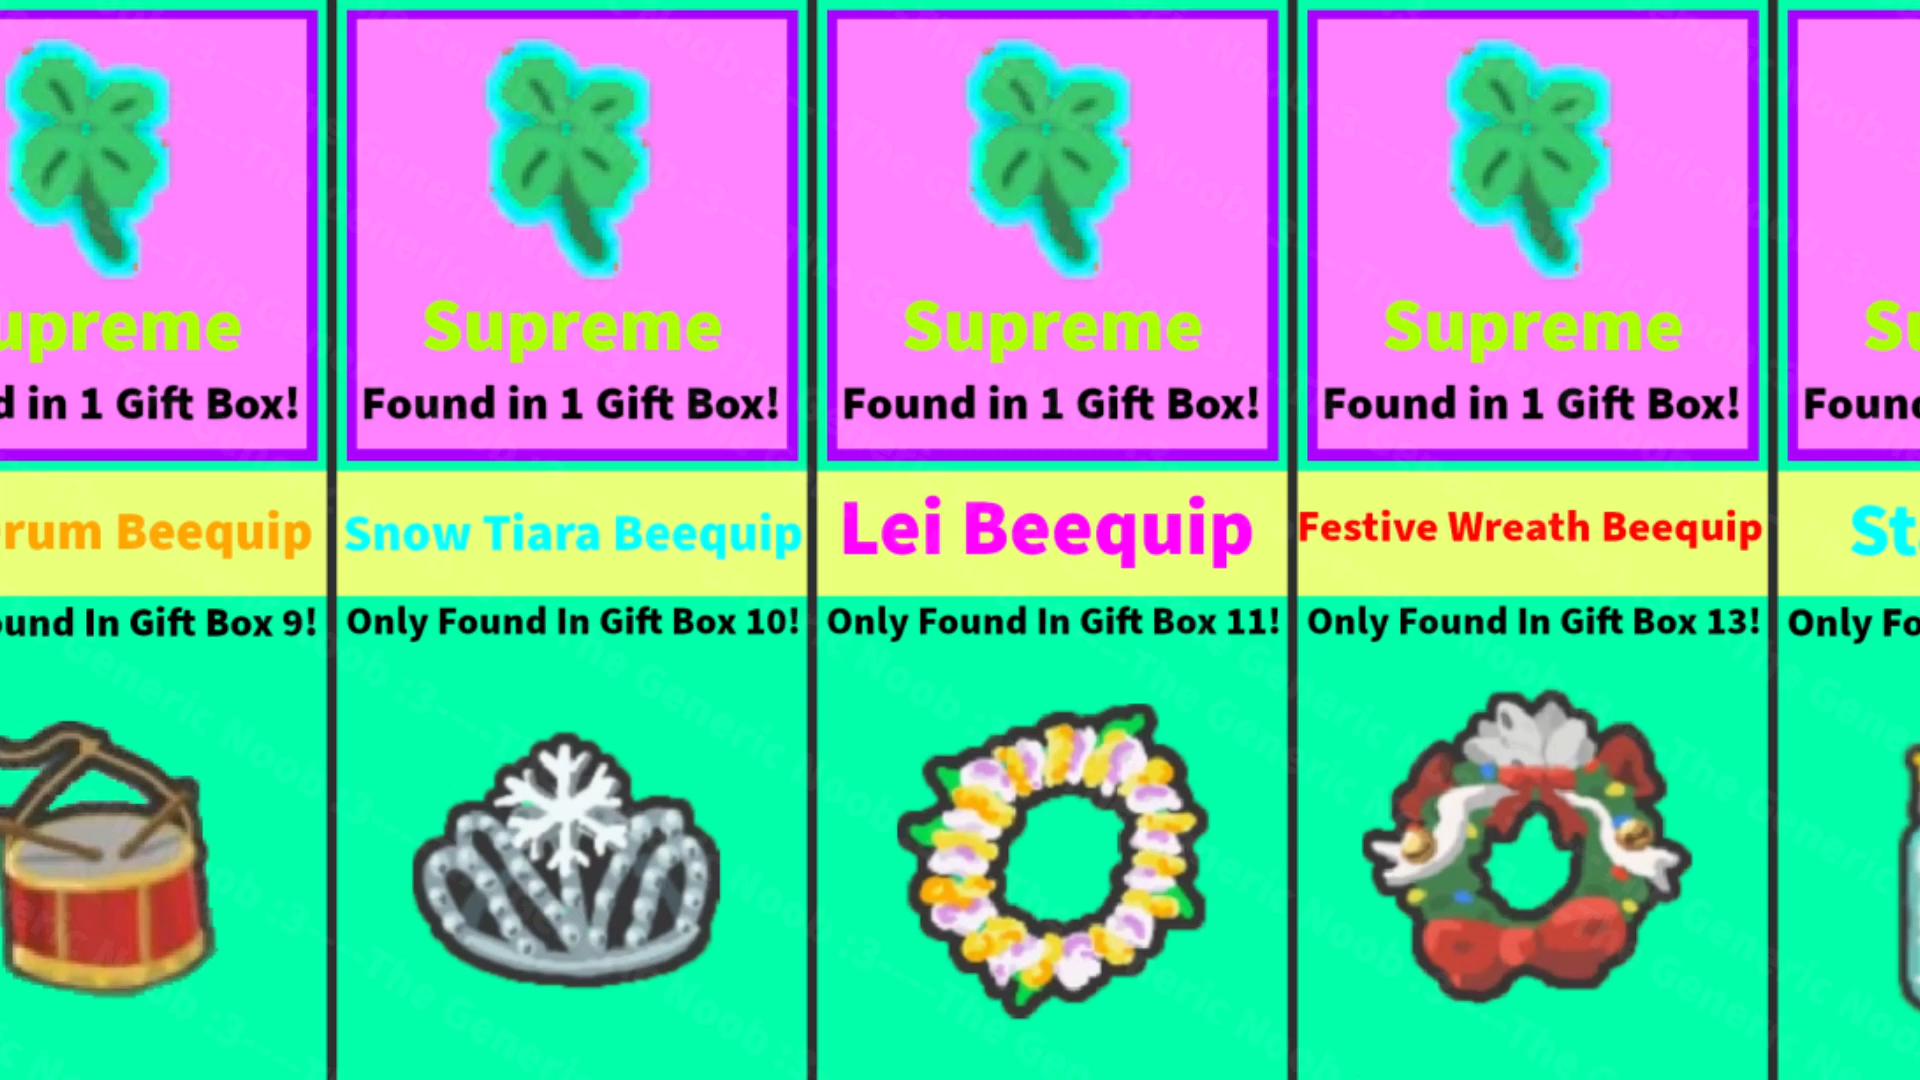 upreme
d in 1 Gift Box!
rum Beequip
ound In Gift Box 9!
Supreme
Found in 1 Gift Box!
Snow Tiara Beequip
Only Found In Gift Box 10!
Supreme
Found in 1 Gift Box!
Lei Beequip
Only Found In Gift Box 11!
Supreme
Found in 1 Gift Box!
Festive Wreath Beequip
Only Found In Gift Box 13!
Su
Found
St
Only Fo